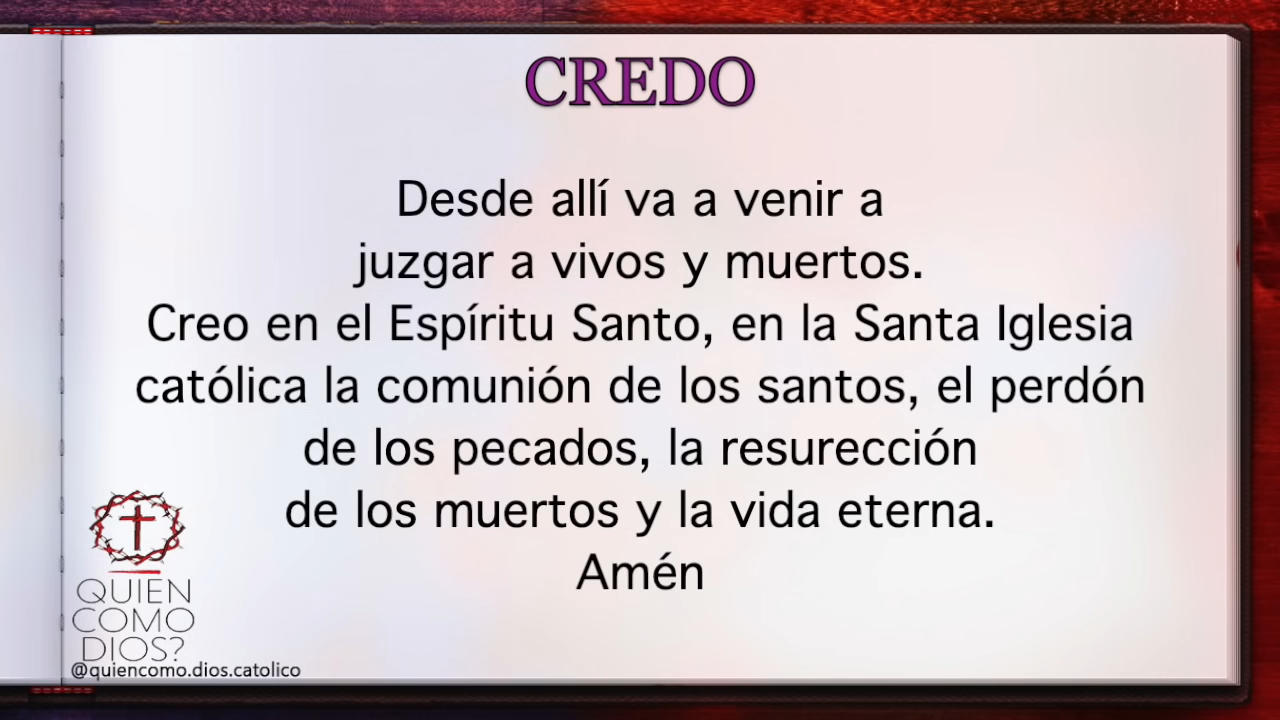 CREDO
Desde allí va a venir a
juzgar a vivos y muertos.
Creo en el Espíritu Santo, en la Santa Iglesia
católica la comunión de los santos, el perdón
de los pecados, la resurección
de los muertos y la vida eterna.
Amén
QUIEN
COMO
DIOS?
@quiencomo.dios.catolico